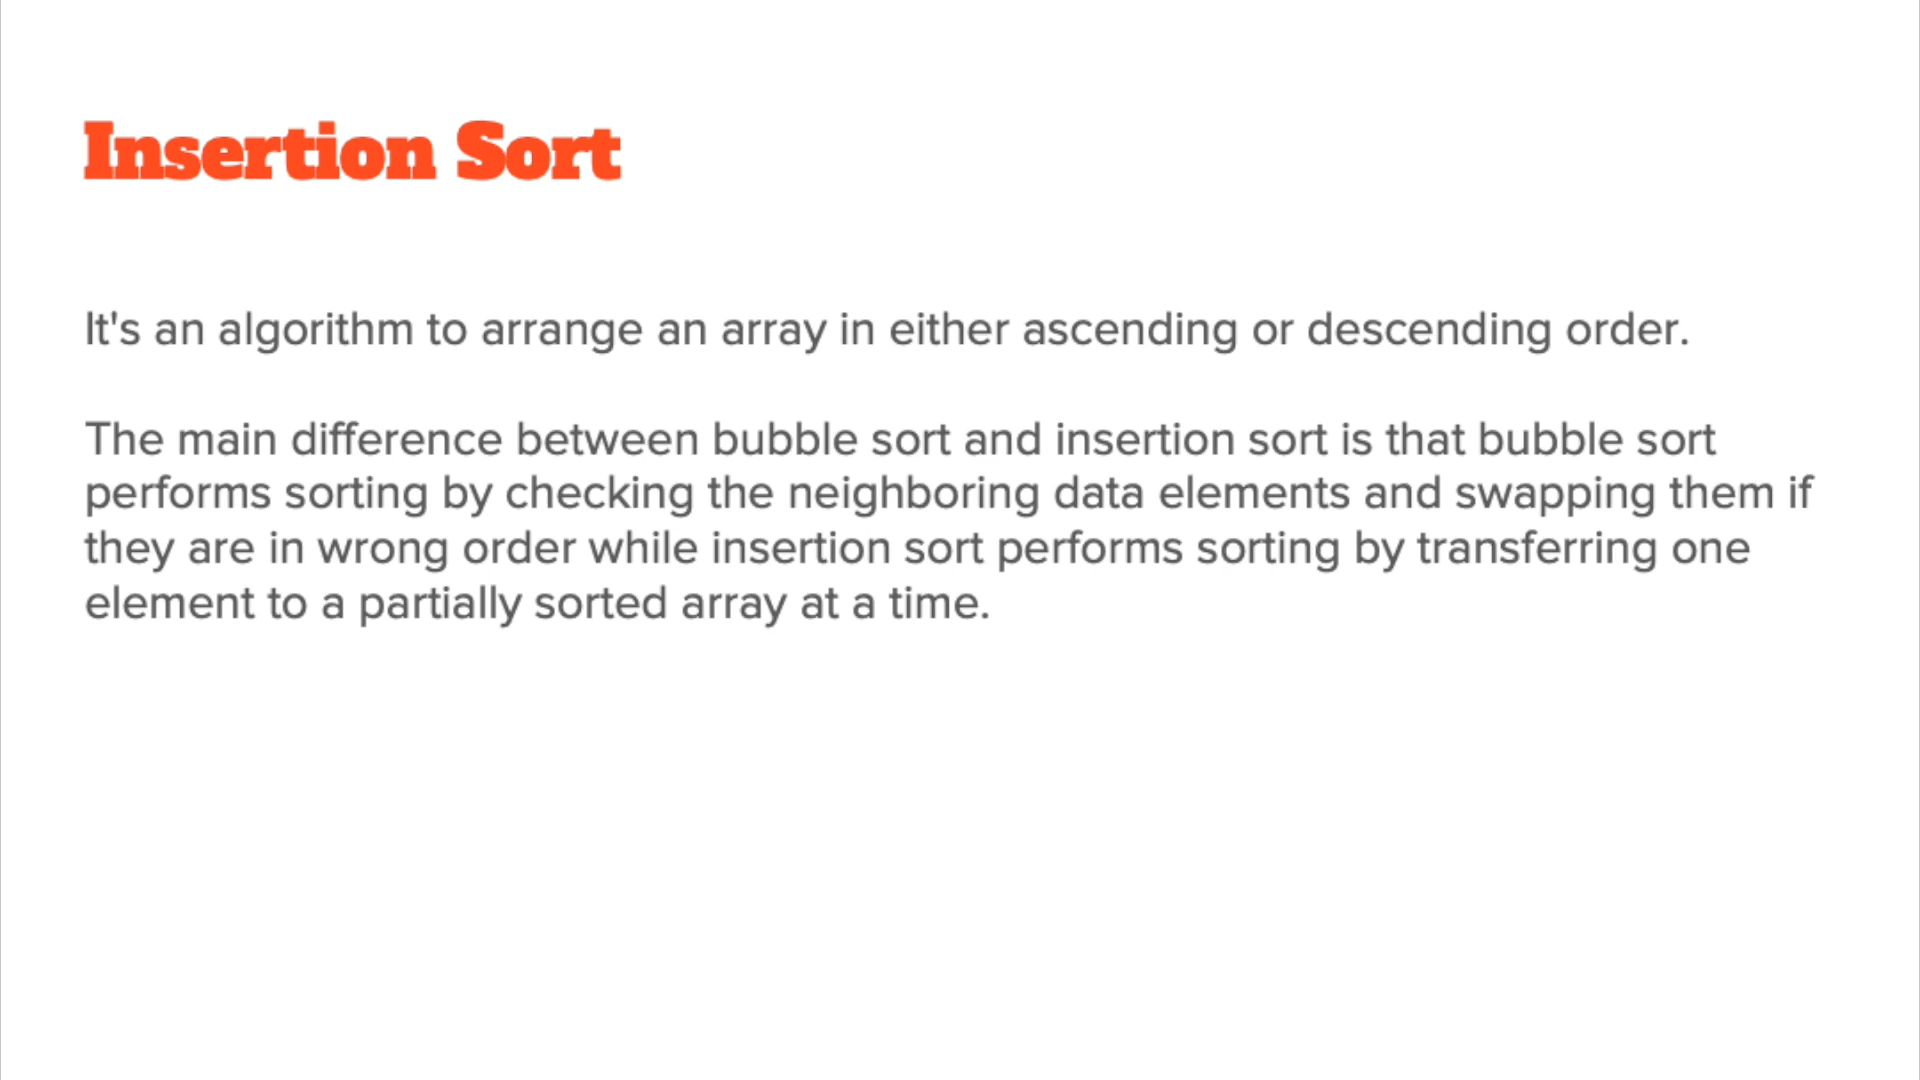 Insertion Sort
It's an algorithm to arrange an array in either ascending or descending order.
The main difference between bubble sort and insertion sort is that bubble sort
performs sorting by checking the neighboring data elements and swapping them if
they are in wrong order while insertion sort performs sorting by transferring one
element to a partially sorted array at a time.